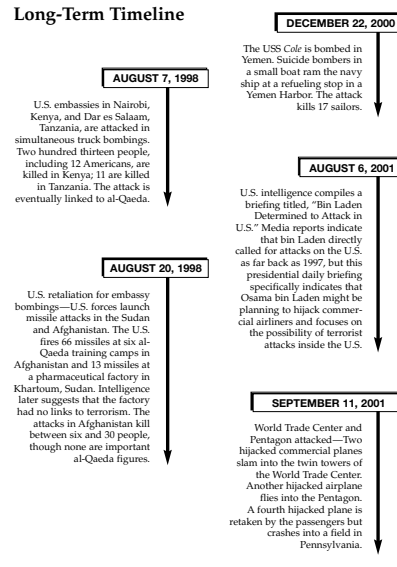 Long-Term Timeline
AUGUST 7, 1998
U.S. embassies in Nairobi,
Kenya, and Dar es Salaam,
Tanzania, are attacked in
simultaneous truck bombings.
Two hundred thirteen people,
including 12 Americans, are
killed in Kenya; 11 are killed
in Tanzania. The attack is
eventually linked to al-Qaeda.
AUGUST 20, 1998
U.S. retaliation for embassy
bombings—U.S. forces launch
missile attacks in the Sudan
and Afghanistan. The U.S.
fires 66 missiles at six al-
Qaeda training camps in
Afghanistan and 13 missiles at
a pharmaceutical factory in
Khartoum, Sudan. Intelligence
later suggests that the factory
had no links to terrorism. The
attacks in Afghanistan kill
between six and 30 people,
though none are important
al-Qaeda figures.
DECEMBER 22, 2000
The USS Cole is bombed in
Yemen. Suicide bombers in
a small boat ram the navy
ship at a refueling stop in a
Yemen Harbor. The attack
kills 17 sailors.
AUGUST 6, 2001
U.S. intelligence compiles a
briefing titled, “Bin Laden
Determined to Attack in
U.S.” Media reports indicate
that bin Laden directly
called for attacks on the U.S.
as far back as 1997, but this
presidential daily briefing
specifically indicates that
Osama bin Laden might be
planning to hijack commer-
cial airliners and focuses on
the possibility of terrorist
attacks inside the U.S.
SEPTEMBER 11, 2001
World Trade Center and
Pentagon attacked—Two
hijacked commercial planes
slam into the twin towers of
the World Trade Center.
Another hijacked airplane
flies into the Pentagon.
A fourth hijacked plane is
retaken by the passengers but
crashes into a field in
Pennsylvania.